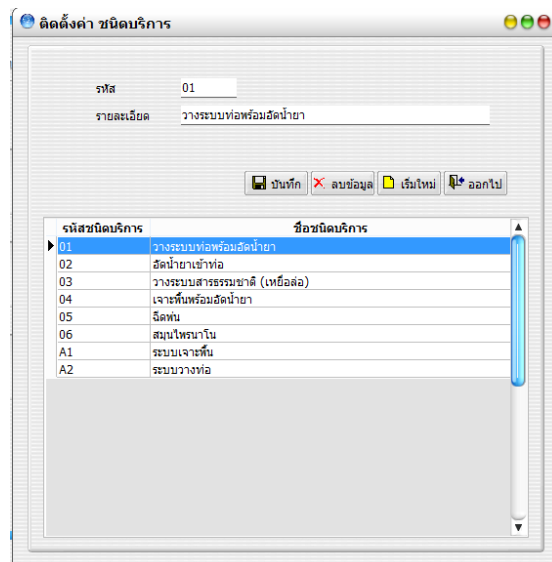 ติดตั้งค่า ชนิดบริการ
รหัส 01
รายละเอียด วางระบบท่อพร้อมอัดน้ำยา
บันทึก ลบข้อมูล เริ่มใหม่ ออกไป
รหัสชนิดบริการ ชื่อชนิดบริการ
01 วางระบบท่อพร้อมอัดน้ำยา
02 อัดน้ำยาเข้าท่อ
03 วางระบบสารธรรมชาติ (เหยื่อล่อ)
04 เจาะพื้นพร้อมอัดน้ำยา
05 ฉีดพ่น
06 สมุนไพรนาโน
A1 ระบบเจาะพื้น
A2 ระบบวางท่อ